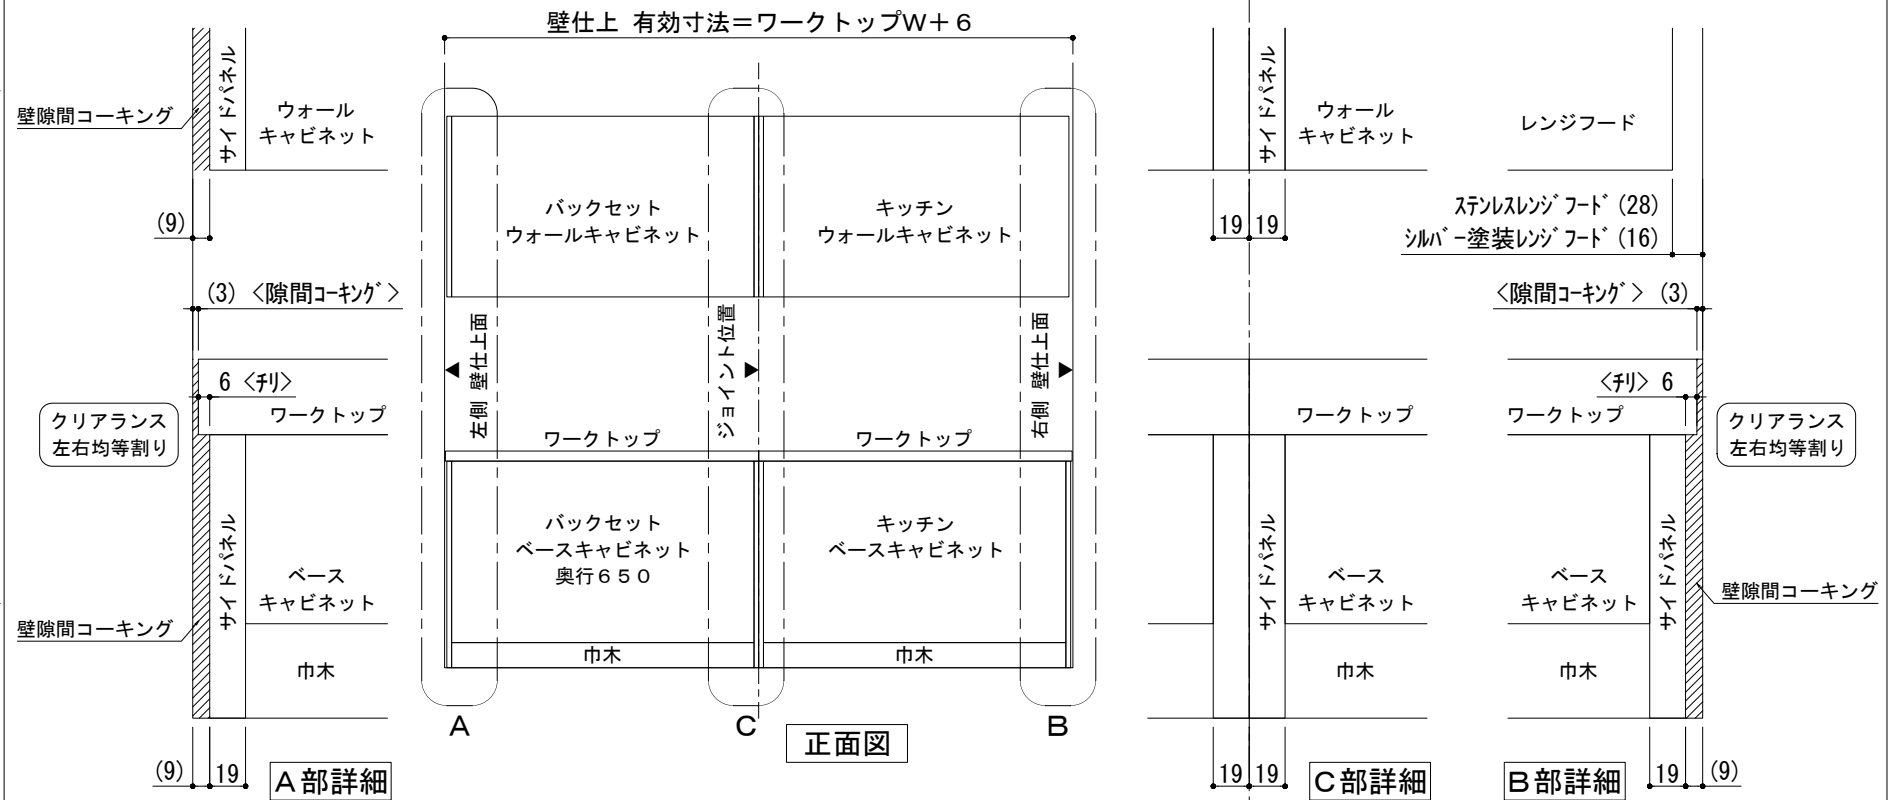 壁仕上 有効寸法＝ワークトップW＋6
壁隙間コーキング
サイドパネル
ウォール
キャビネット
(9)
(3) <隙間ｺｰｷﾝｸﾞ>
6 <ﾁﾘ>
ワークトップ
クリアランス
左右均等割り
サイドパネル
ベース
キャビネット
壁隙間コーキング
巾木
(9)
19
A部詳細
バックセット
ウォールキャビネット
キッチン
ウォールキャビネット
左側 壁仕上面
ジョイント位置
右側 壁仕上面
ワークトップ
ワークトップ
バックセット
ベースキャビネット
奥行650
キッチン
ベースキャビネット
巾木
巾木
A
C
B
正面図
サイドパネル
ウォール
キャビネット
19
19
ワークトップ
サイドパネル
ベース
キャビネット
巾木
19
19
C部詳細
レンジフード
ｽﾃﾝﾚｽﾚﾝｼﾞﾌｰﾄﾞ(28)
ｼﾙﾊﾞｰ塗装ﾚﾝｼﾞﾌｰﾄﾞ(16)
<隙間ｺｰｷﾝｸﾞ> (3)
<ﾁﾘ> 6
ワークトップ
クリアランス
左右均等割り
ベース
キャビネット
サイドパネル
壁隙間コーキング
巾木
19
(9)
B部詳細